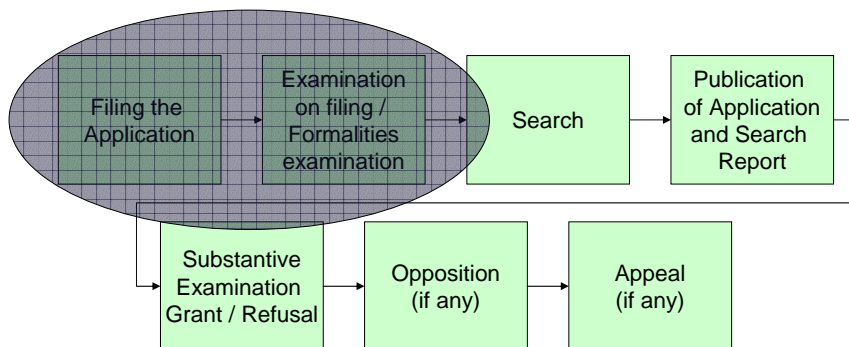 Filing the
Application
Examination
on filing /
Formalities
examination
Search
Publication
of Application
and Search
Report
Substantive
Examination
Grant / Refusal
Opposition
(if any)
Appeal
(if any)